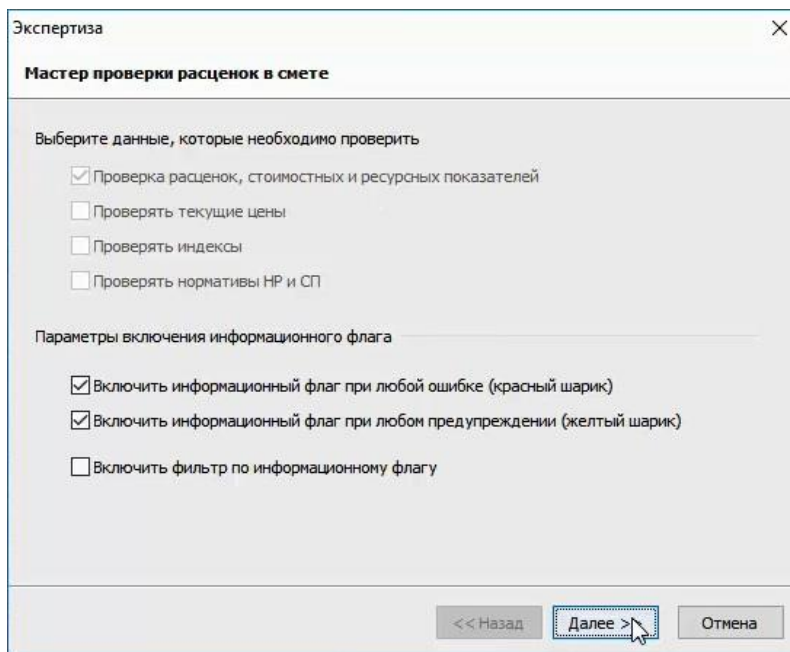 Экспертиза
Мастер проверки расценок в смете
Выберите данные, которые необходимо проверить
Проверка расценок, стоимостных и ресурсных показателей
Проверять текущие цены
Проверять индексы
Проверять нормативы НР и СП
Параметры включения информационного флага
Включить информационный флаг при любой ошибке (красный шарик)
Включить информационный флаг при любом предупреждении (желтый шарик)
Включить фильтр по информационному флагу
<< Назад
Далее >>
Отмена